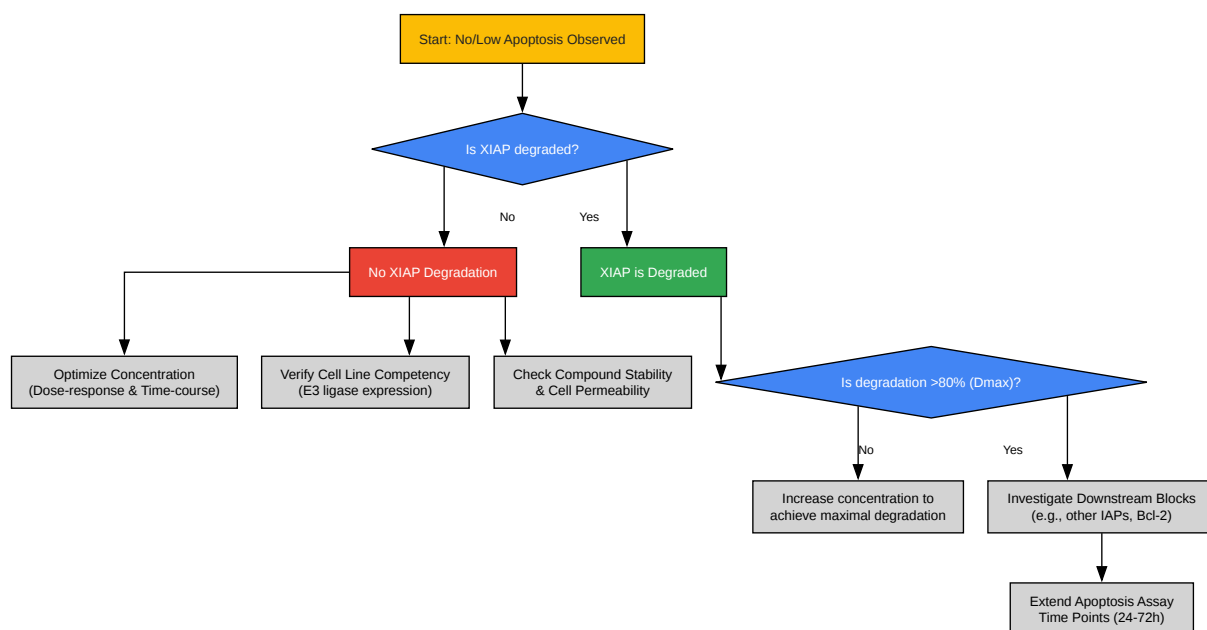 Start: No/Low Apoptosis Observed
Is XIAP degraded?
No
Yes
No XIAP Degradation
XIAP is Degraded
Optimize Concentration
(Dose-response & Time-course)
Verify Cell Line Competency
(E3 ligase expression)
Check Compound Stability
& Cell Permeability
Is degradation >80% (Dmax)?
No
Yes
Increase concentration to
achieve maximal degradation
Investigate Downstream Blocks
(e.g., other IAPs, Bcl-2)
Extend Apoptosis Assay
Time Points (24-72h)